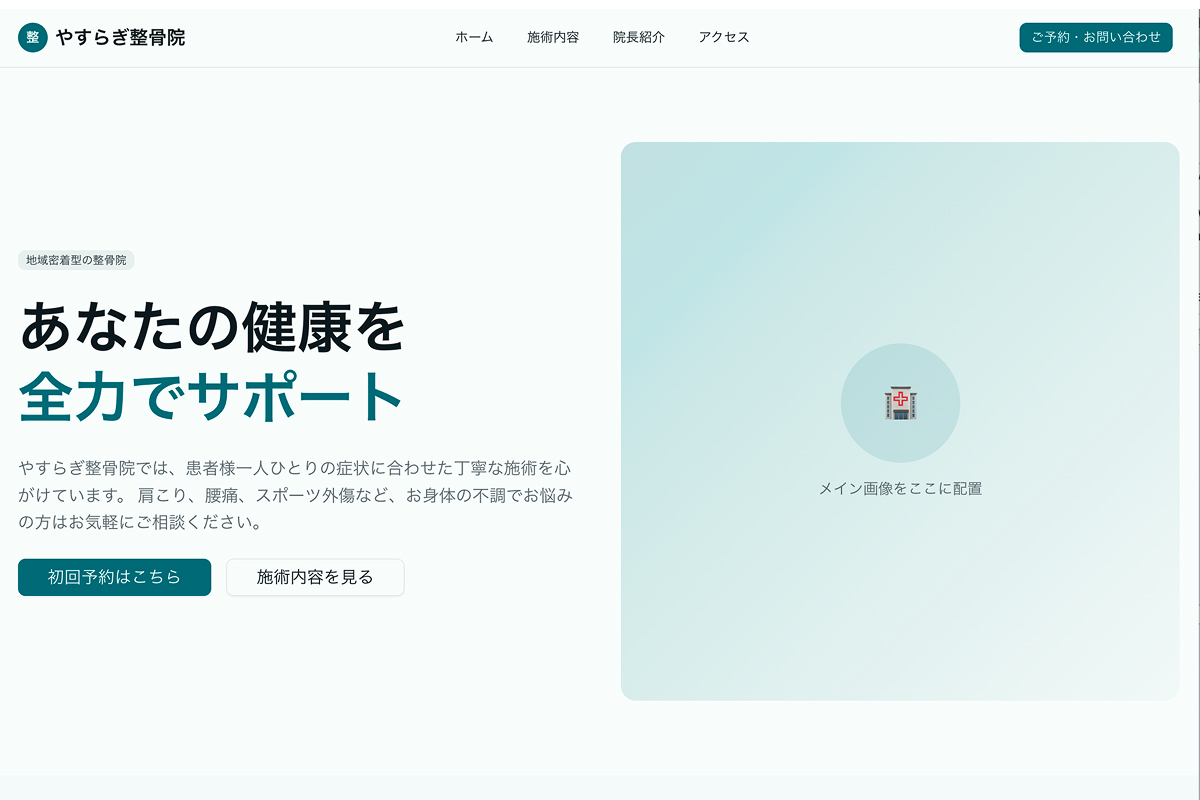 整 やすらぎ整骨院
ホーム 施術内容 院長紹介 アクセス
ご予約・お問い合わせ
地域密着型の整骨院
あなたの健康を
全力でサポート
やすらぎ整骨院では、患者様一人ひとりの症状に合わせた丁寧な施術を心
がけています。 肩こり、腰痛、スポーツ外傷など、お身体の不調でお悩み
の方はお気軽にご相談ください。
初回予約はこちら
施術内容を見る
メイン画像をここに配置